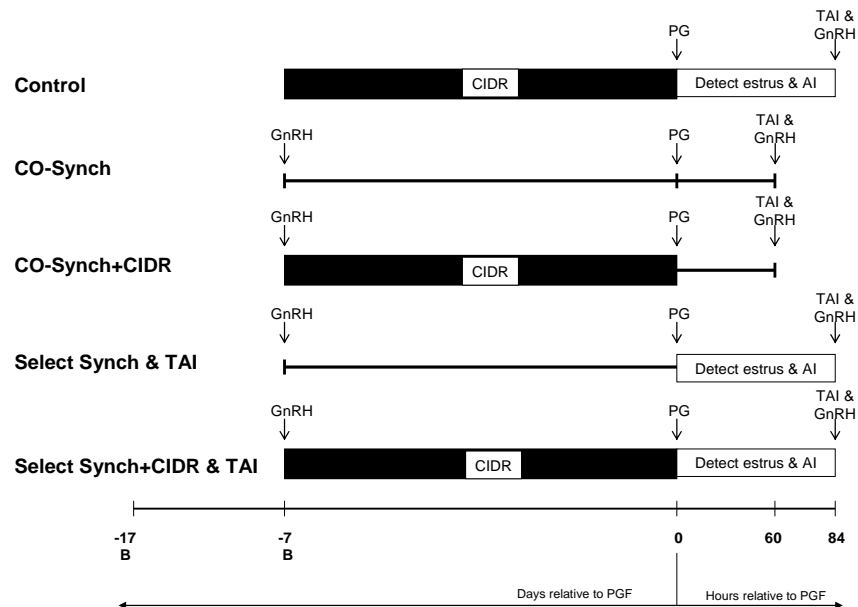 PG
TAI &
GnRH
Control
CIDR
Detect estrus & AI
GnRH
PG
TAI &
GnRH
CO-Synch
GnRH
PG
TAI &
GnRH
CO-Synch+CIDR
CIDR
GnRH
PG
TAI &
GnRH
Select Synch & TAI
Detect estrus & AI
GnRH
PG
TAI &
GnRH
Select Synch+CIDR & TAI
CIDR
Detect estrus & AI
-17 -7 0 60 84
B B
Days relative to PGF Hours relative to PGF